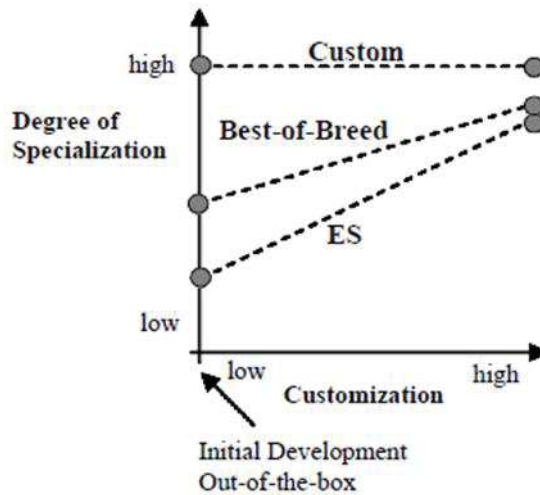 Custom
high
Degree of
Specialization
Best-of-Breed
ES
low
low
high
Customization
Initial Development
Out-of-the-box